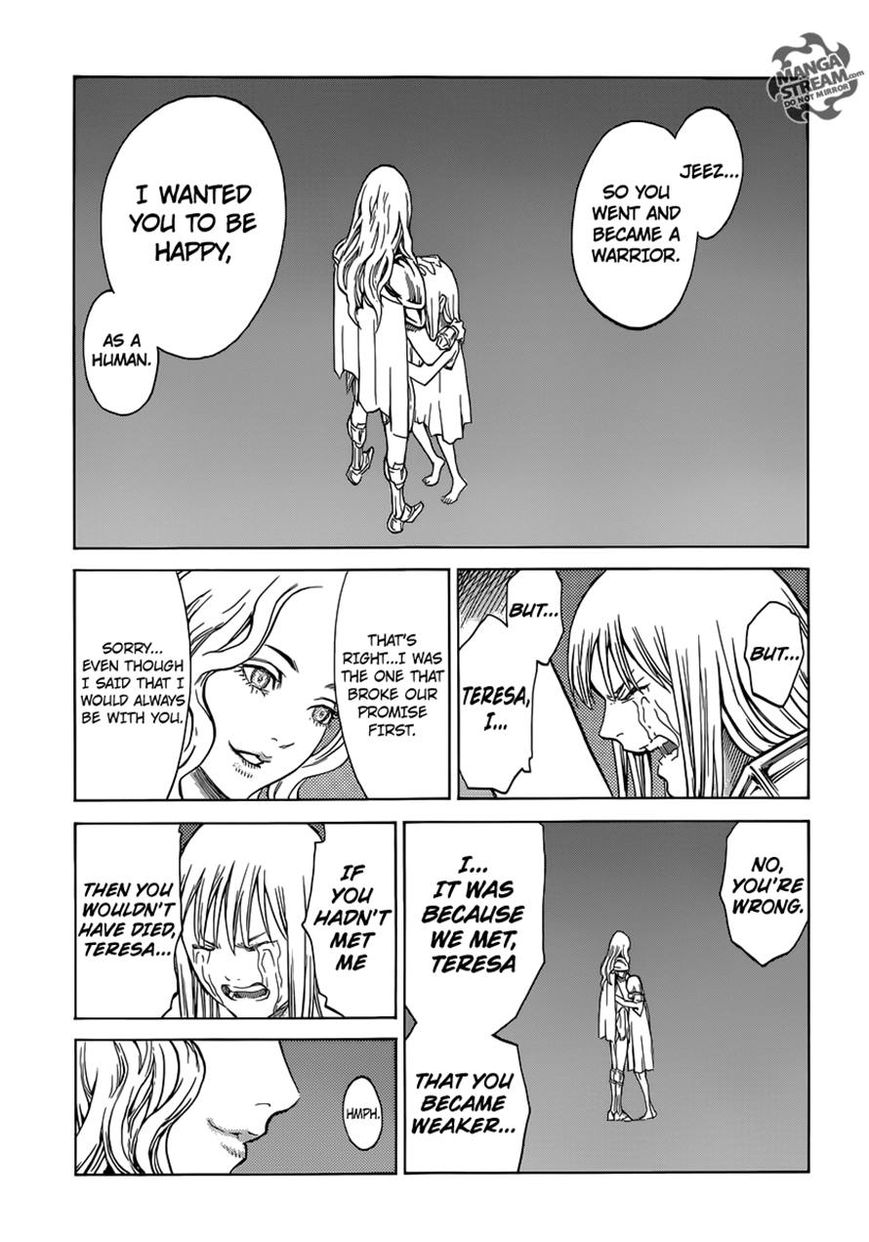 MANGA
STREAM.com
DO NOT MIRROR
JEEZ...
SO YOU
WENT AND
BECAME A
WARRIOR.
I WANTED
YOU TO BE
HAPPY,
AS A
HUMAN.
BUT...
BUT...
TERESA,
I...
THAT'S
RIGHT...I WAS
THE ONE THAT
BROKE OUR
PROMISE
FIRST.
SORRY...
EVEN THOUGH
I SAID THAT I
WOULD ALWAYS
BE WITH YOU.
NO,
YOU'RE
WRONG.
I...
IT WAS
BECAUSE
WE MET,
TERESA
THAT YOU
BECAME
WEAKER...
IF
YOU
HADN'T
MET
ME
THEN YOU
WOULDN'T
HAVE DIED,
TERESA...
HMPH.